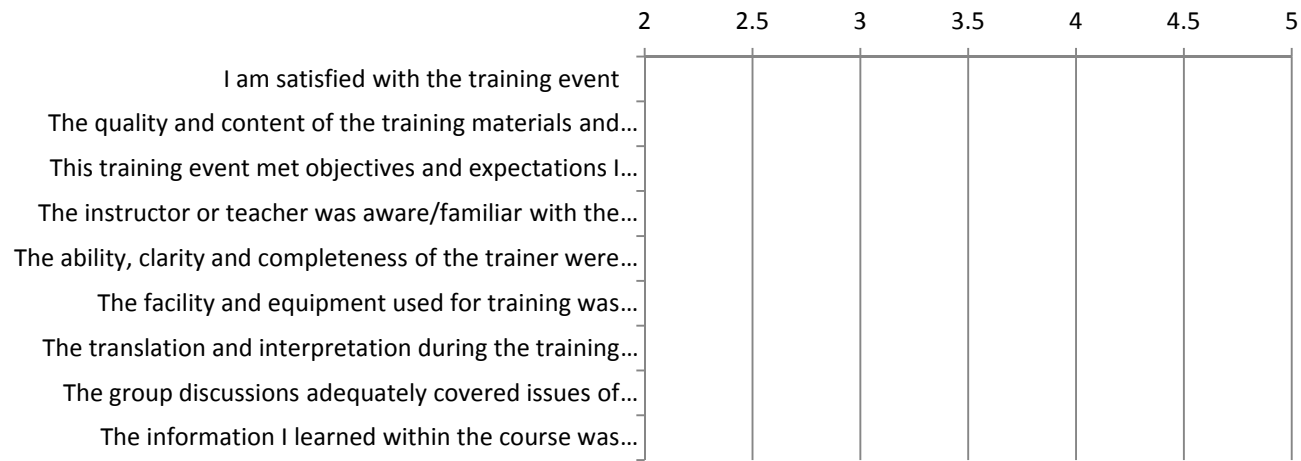 2 2.5 3 3.5 4 4.5 5
I am satisfied with the training event
The quality and content of the training materials and…
This training event met objectives and expectations I…
The instructor or teacher was aware/familiar with the…
The ability, clarity and completeness of the trainer were…
The facility and equipment used for training was…
The translation and interpretation during the training…
The group discussions adequately covered issues of…
The information I learned within the course was…